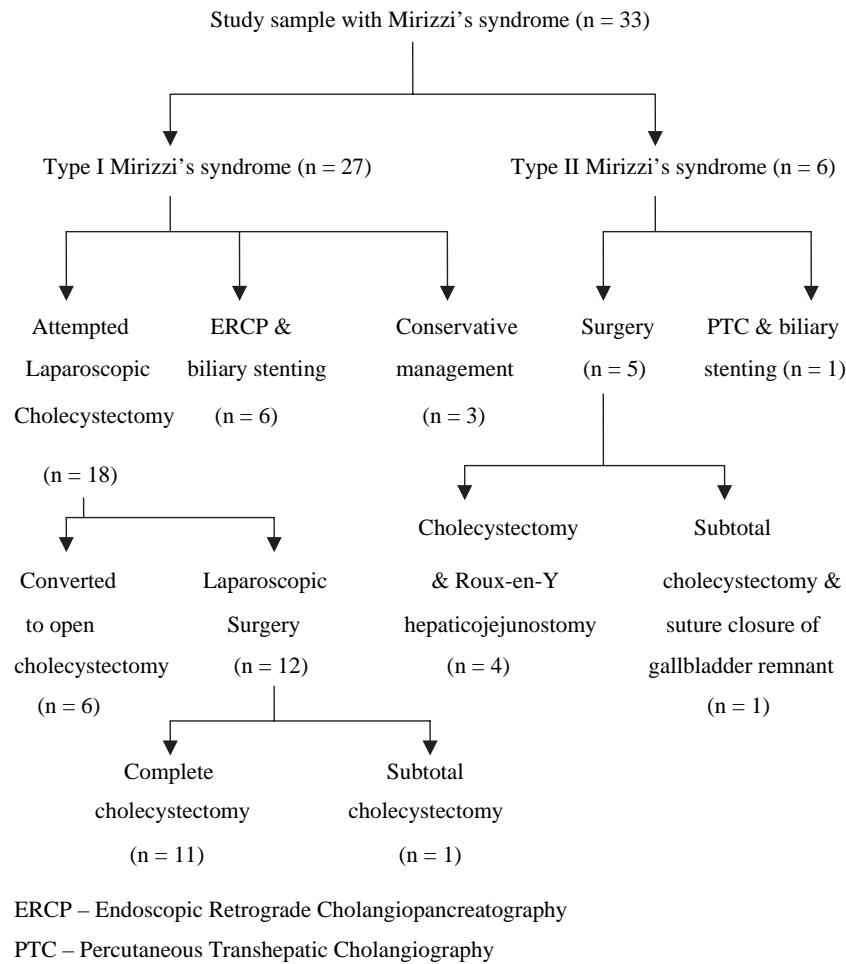 Study sample with Mirizzi's syndrome (n = 33)
Type I Mirizzi's syndrome (n = 27)
Type II Mirizzi's syndrome (n = 6)
Attempted
Laparoscopic
Cholecystectomy
(n = 18)
ERCP &
biliary stenting
(n = 6)
Conservative
management
(n = 3)
Surgery
(n = 5)
PTC & biliary
stenting (n = 1)
Converted
to open
cholecystectomy
(n = 6)
Laparoscopic
Surgery
(n = 12)
Cholecystectomy
& Roux-en-Y
hepaticojejunostomy
(n = 4)
Subtotal
cholecystectomy &
suture closure of
gallbladder remnant
(n = 1)
Complete
cholecystectomy
(n = 11)
Subtotal
cholecystectomy
(n = 1)
ERCP – Endoscopic Retrograde Cholangiopancreatography
PTC – Percutaneous Transhepatic Cholangiography